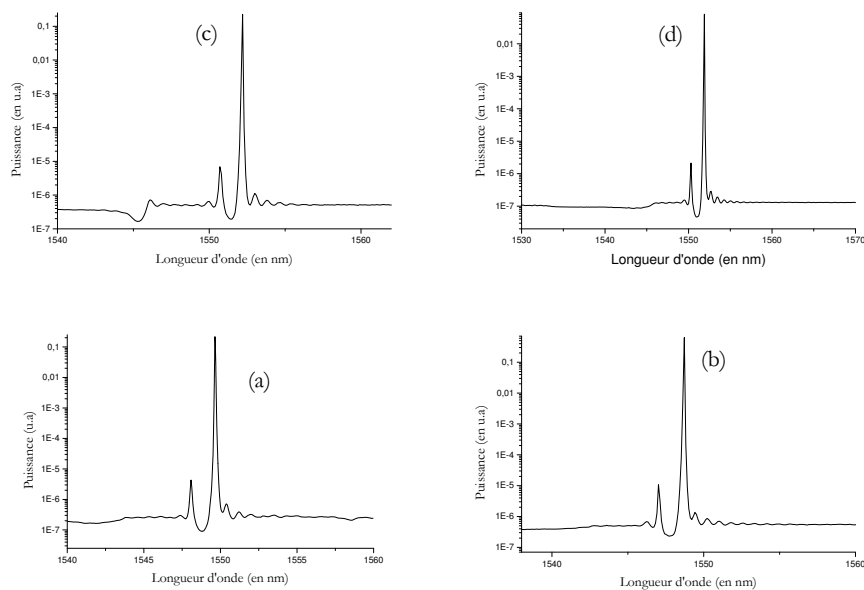 (c)
Puissance (en u.a)
0,1
0,01
1E-3
1E-4
1E-5
1E-6
1E-7
1540
1550
1560
Longueur d'onde (en nm)
(d)
Puissance (en u.a)
0,01
1E-3
1E-4
1E-5
1E-6
1E-7
1530
1540
1550
1560
1570
Longueur d'onde (en nm)
(a)
Puissance (u.a)
0,1
0,01
1E-3
1E-4
1E-5
1E-6
1E-7
1540
1545
1550
1555
1560
Longueur d'onde (en nm)
(b)
Puissance (en u.a)
0,1
0,01
1E-3
1E-4
1E-5
1E-6
1E-7
1540
1550
1560
Longueur d'onde (en nm)